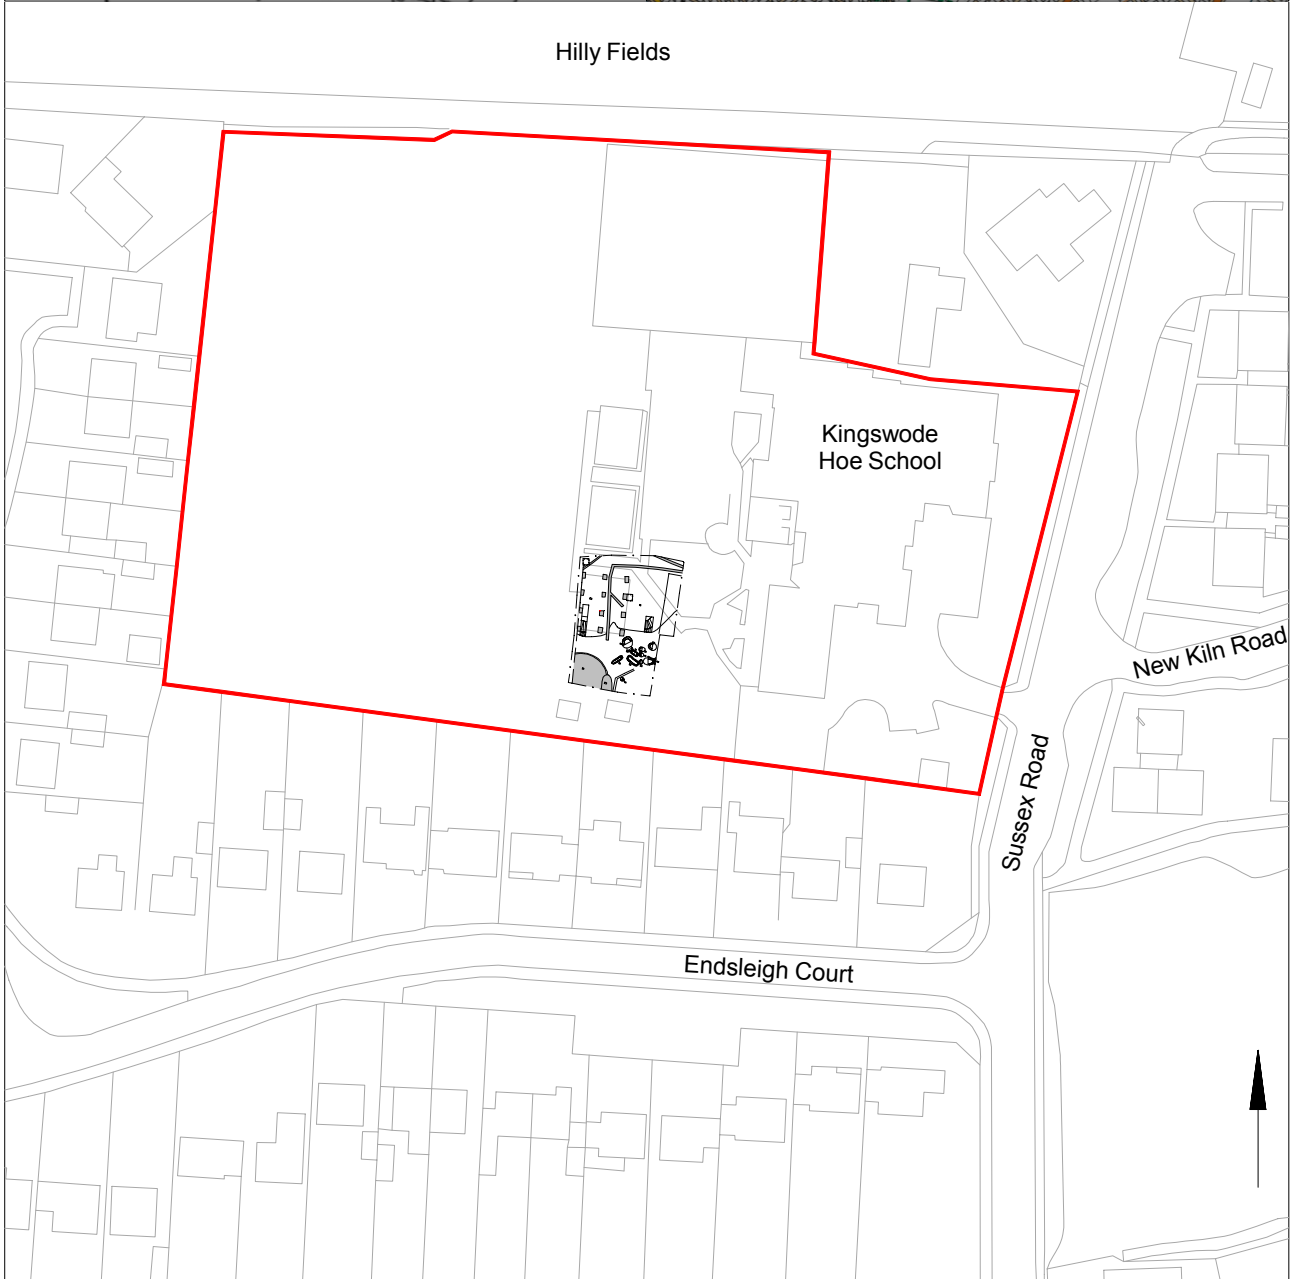 Hilly Fields
Kingswode
Hoe School
New Kiln Road
Sussex Road
Endsleigh Court